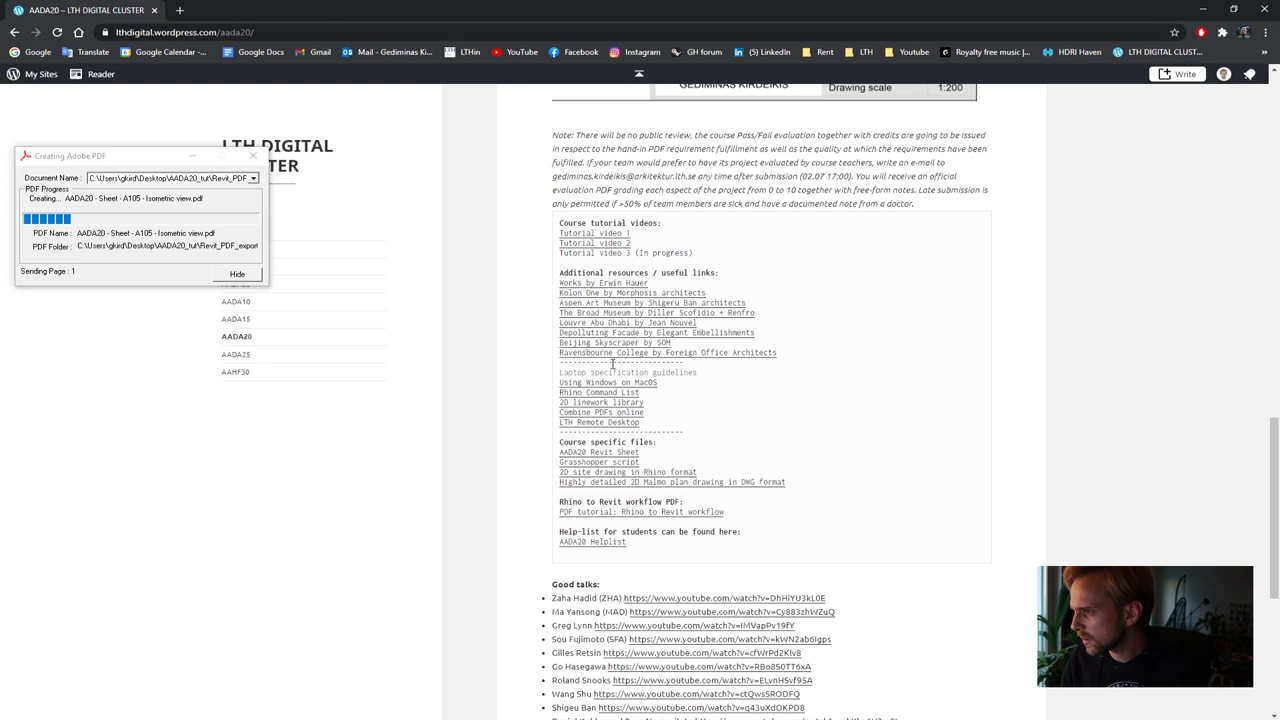 AADA20 – LTH DIGITAL CLUSTER
lthdigital.wordpress.com/aada20/
Google
Translate
Google Docs
Gmail
Mail - Gediminas Ki...
LTHin
YouTube
Facebook
Instagram
GH forum
(2) LinkedIn
Rent
LTH
Youtube
Royalty free music |...
HDRI Haven
LTH DIGITAL CLUSTE...
My Sites
Reader
Write
GEDIMINAS KIRDEIKIS
Drawing scale
1:200
Note: There will be no public review, the course Pass/Fail evaluation together with credits are going to be issued
in respect to the hand-in PDF requirement fulfillment as well as the quality at which the requirements have been
fulfilled. If your team would prefer to have its project evaluated by course teachers, write an e-mail to
gediminas.kirdeikis@arkitektur.lth.se any time after submission (02.07 17:00). You will receive an official
evaluation PDF grading each aspect of the project from 0 to 10 together with free-form notes. Late submission is
only permitted if >50% of team members are sick and have a documented note from a doctor.
LTH DIGITAL
TER
Creating Adobe PDF
Document Name :
C:\Users\gkird\Desktop\AADA20_tut\Revit_PDF_
PDF Progress
Creating... AADA20 - Sheet - A105 - Isometric view.pdf
PDF Name : AADA20 - Sheet - A105 - Isometric view.pdf
PDF Folder : C:\Users\gkird\Desktop\AADA20_tut\Revit_PDF_export
Sending Page : 1
Hide
AADA10
AADA15
AADA20
AADA25
AAHF30
Course tutorial videos:
Tutorial video 1
Tutorial video 2
Tutorial video 3 (In progress)
Additional resources / useful links:
Works by Erwin Hauer
Kolon One by Morphosis architects
Aspen Art Museum by Shigeru Ban architects
The Broad Museum by Diller Scofidio + Renfro
Louvre Abu Dhabi by Jean Nouvel
Depolluting Facade by Elegant Embellishments
Beijing Skyscraper by SOM
Ravensbourne College by Foreign Office Architects
----------------------------
Laptop specification guidelines
Using Windows on MacOS
Rhino Command List
2D linework library
Combine PDFs online
LTH Remote Desktop
----------------------------
Course specific files:
AADA20 Revit Sheet
Grasshopper script
2D site drawing in Rhino format
Highly detailed 2D Malmo plan drawing in DWG format
Rhino to Revit workflow PDF:
PDF tutorial: Rhino to Revit workflow
Help-list for students can be found here:
AADA20 Helplist
Good talks:
Zaha Hadid (ZHA) https://www.youtube.com/watch?v=DhHiYU3kL0E
Ma Yansong (MAD) https://www.youtube.com/watch?v=Cy883zhWZuQ
Greg Lynn https://www.youtube.com/watch?v=IMVapPv19fY
Sou Fujimoto (SFA) https://www.youtube.com/watch?v=kWN2ab6Igps
Gilles Retsin https://www.youtube.com/watch?v=cfWrPd2Klv8
Go Hasegawa https://www.youtube.com/watch?v=RBo850TT6xA
Roland Snooks https://www.youtube.com/watch?v=ELvnHSvf95A
Wang Shu https://www.youtube.com/watch?v=ctQwsSRODFQ
Shigeu Ban https://www.youtube.com/watch?v=q43uXdOKPD8